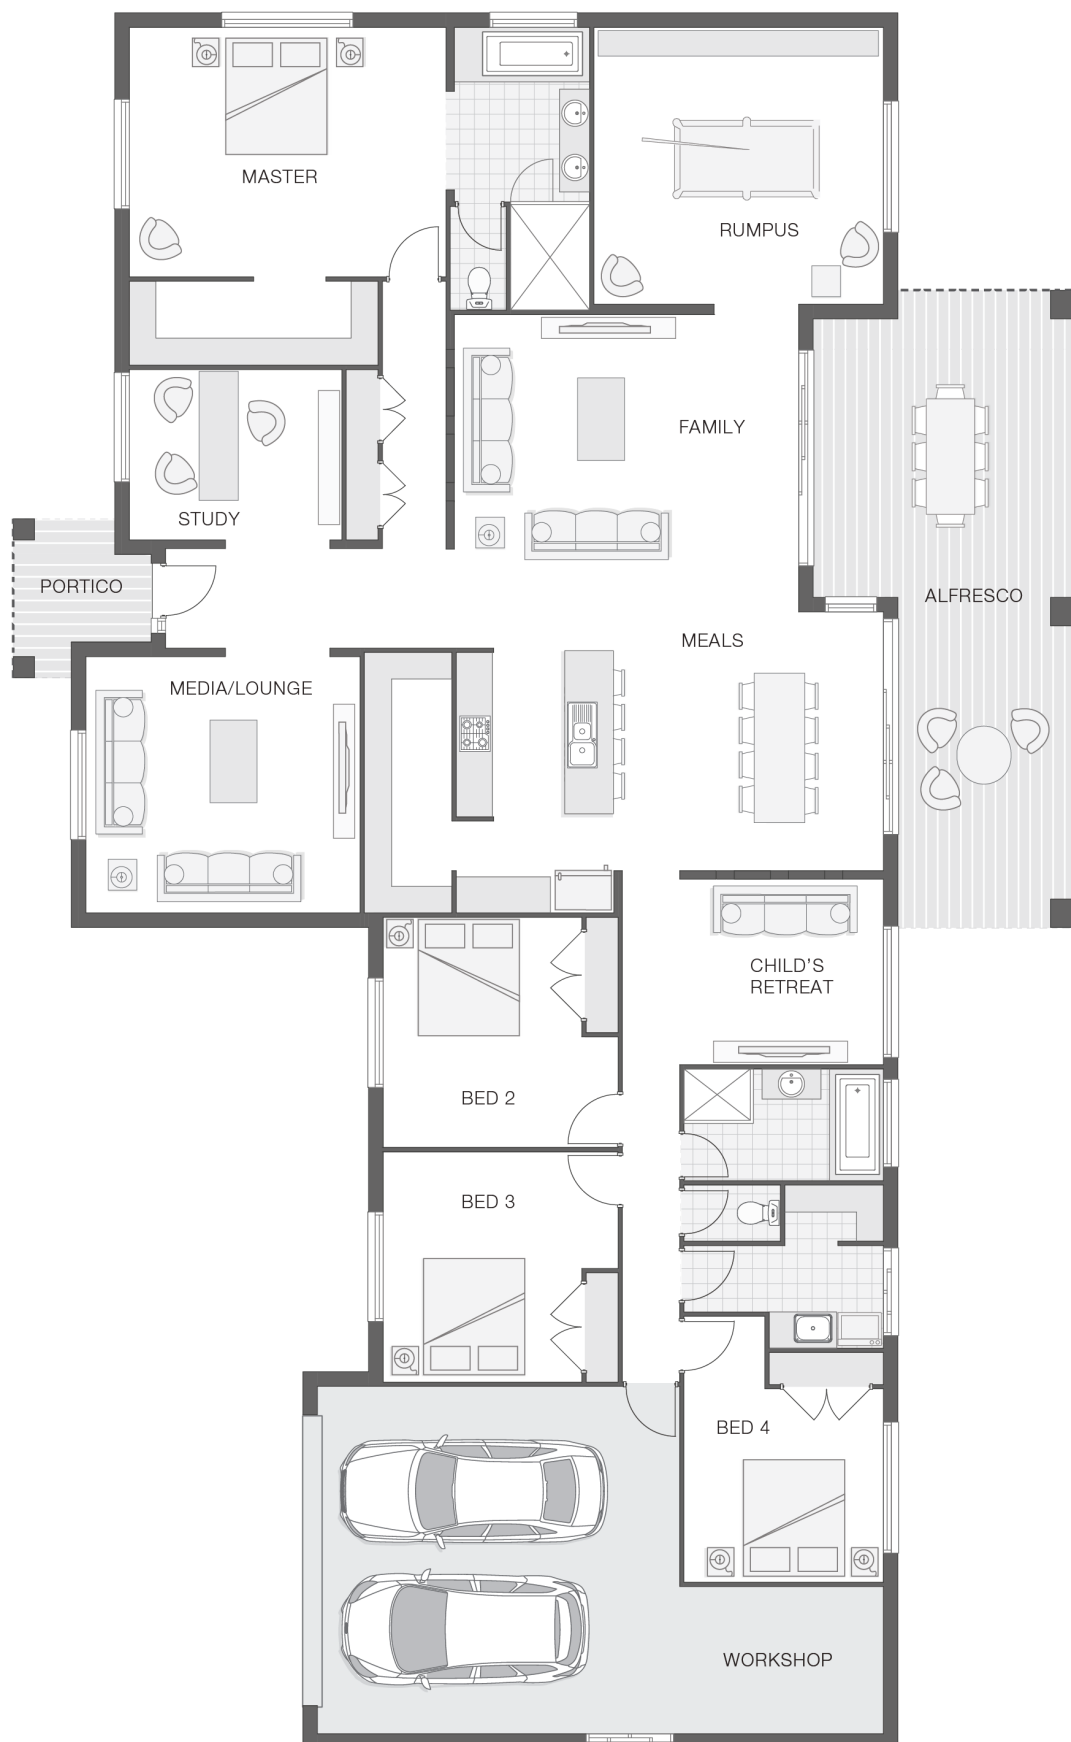 MASTER
RUMPUS
FAMILY
STUDY
PORTICO
ALFRESCO
MEALS
MEDIA/LOUNGE
CHILD'S
RETREAT
BED 2
BED 3
BED 4
WORKSHOP